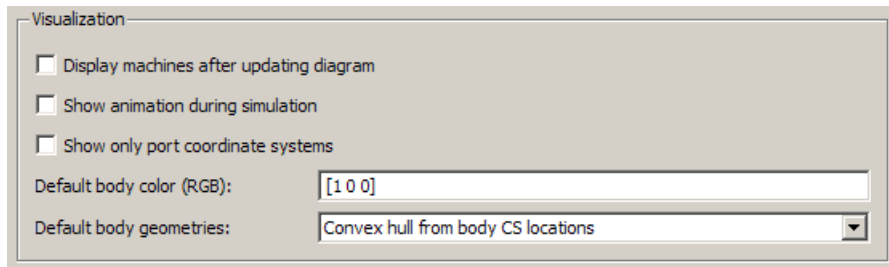 Visualization
Display machines after updating diagram
Show animation during simulation
Show only port coordinate systems
Default body color (RGB): [1 0 0]
Default body geometries: Convex hull from body CS locations